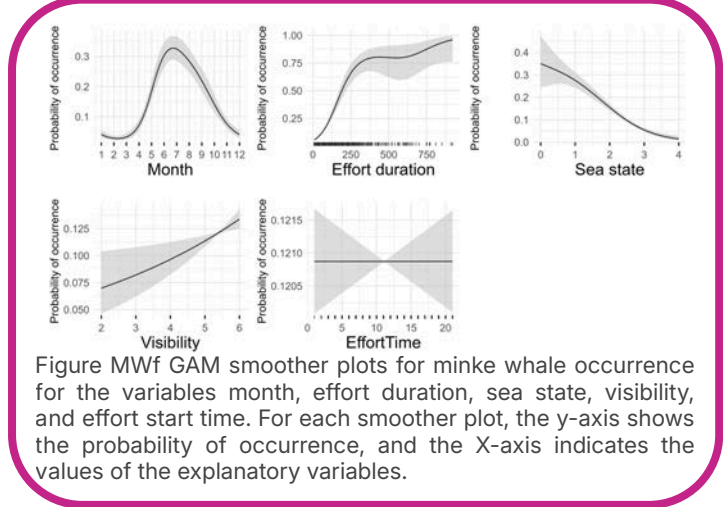 Probability of occurrence
0.3
0.2
0.1
1 2 3 4 5 6 7 8 9 10 11 12
Month
Probability of occurrence
1.00
0.75
0.50
0.25
0 250 500 750
Effort duration
Probability of occurrence
0.4
0.3
0.2
0.1
0.0
0 1 2 3 4
Sea state
Probability of occurrence
0.125
0.100
0.075
0.050
2 3 4 5 6
Visibility
Probability of occurrence
0.1215
0.1210
0.1205
0 5 10 15 20
EffortTime
Figure MWf GAM smoother plots for minke whale occurrence
for the variables month, effort duration, sea state, visibility,
and effort start time. For each smoother plot, the y-axis shows
the probability of occurrence, and the X-axis indicates the
values of the explanatory variables.